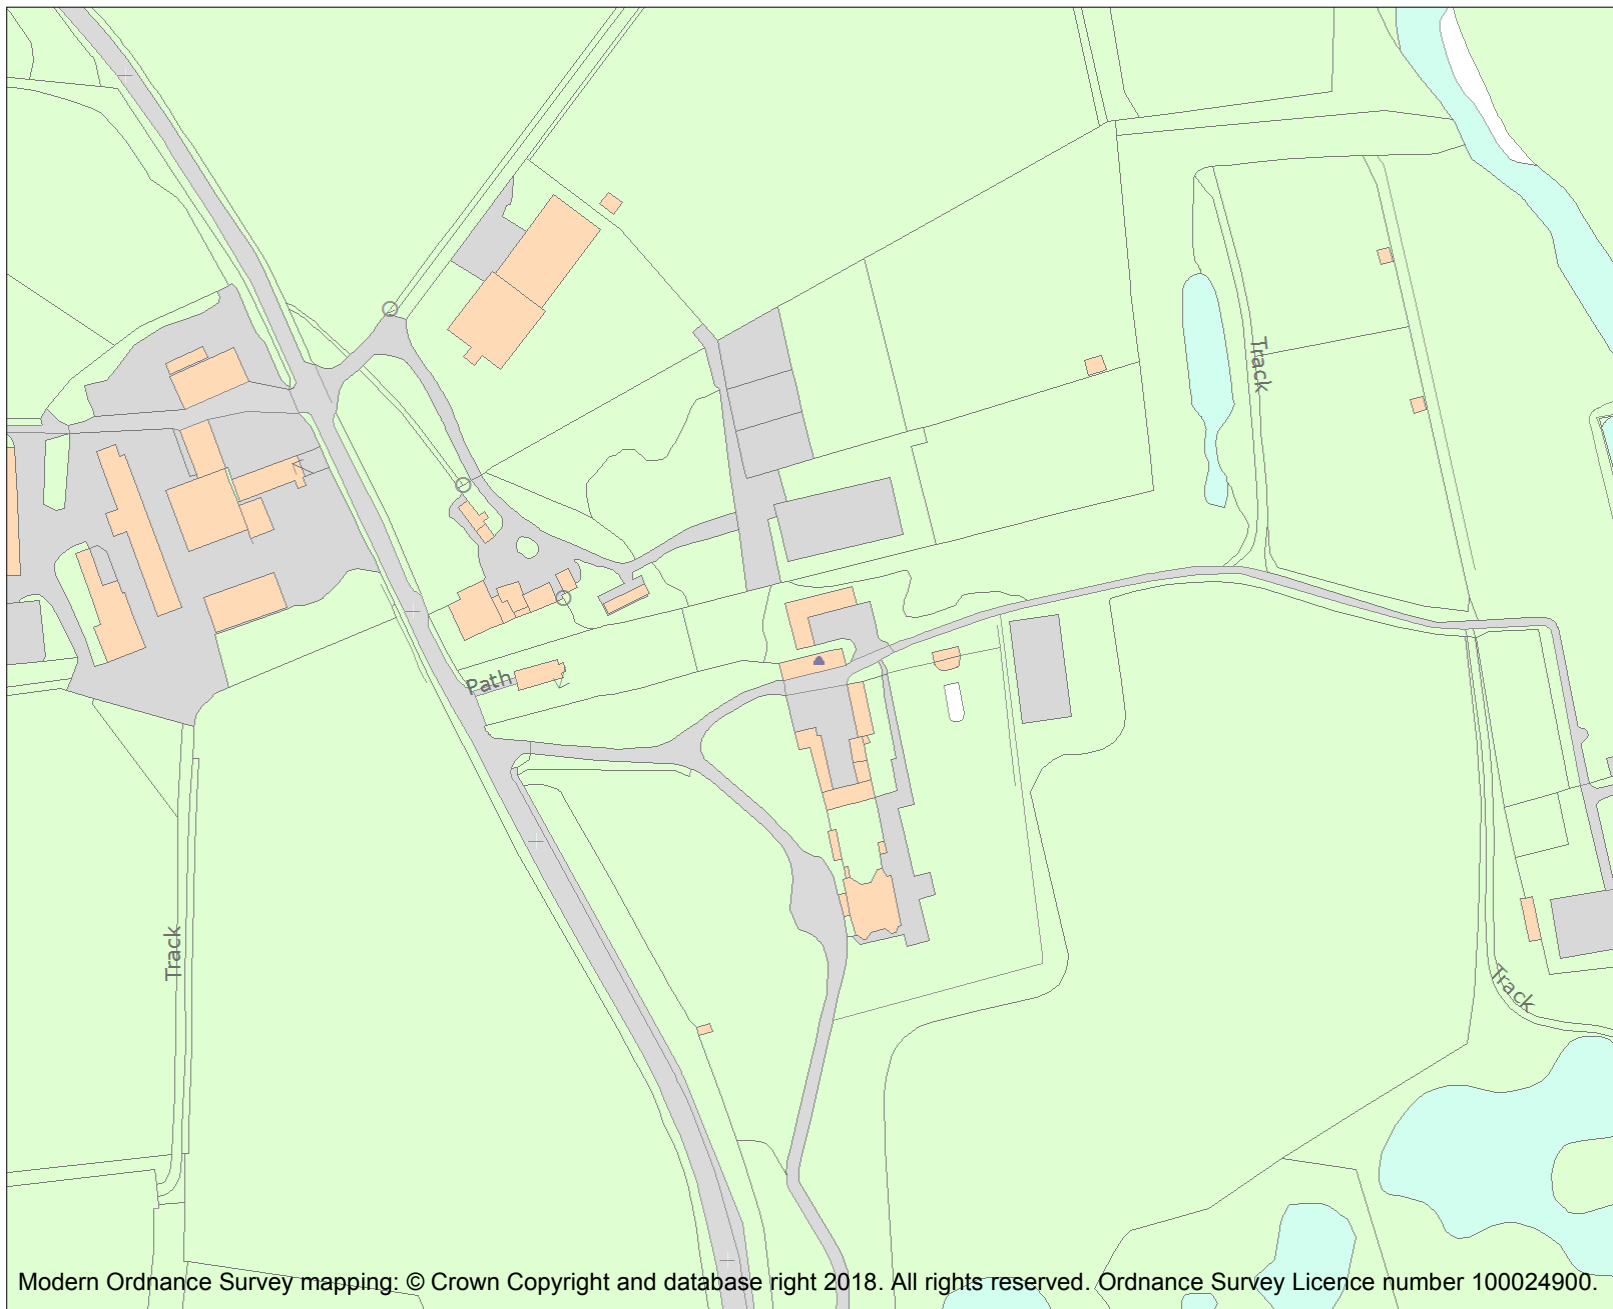 Track
Path
Track
Track
Modern Ordnance Survey mapping: © Crown Copyright and database right 2018. All rights reserved. Ordnance Survey Licence number 100024900.